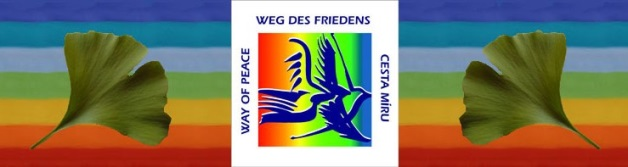 WEG DES FRIEDENS
WAY OF PEACE
CESTA MÍRU